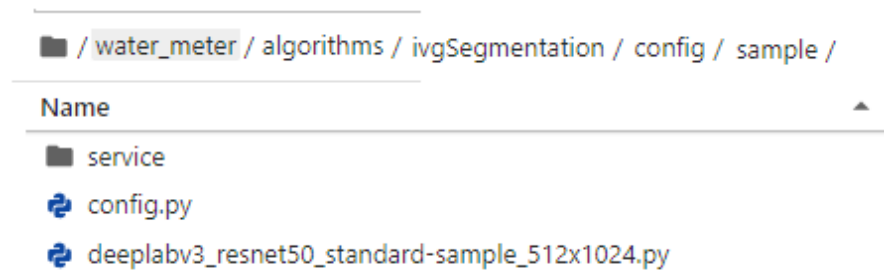 / water_meter / algorithms / ivgSegmentation / config / sample /
Name
service
config.py
deeplabv3_resnet50_standard-sample_512x1024.py